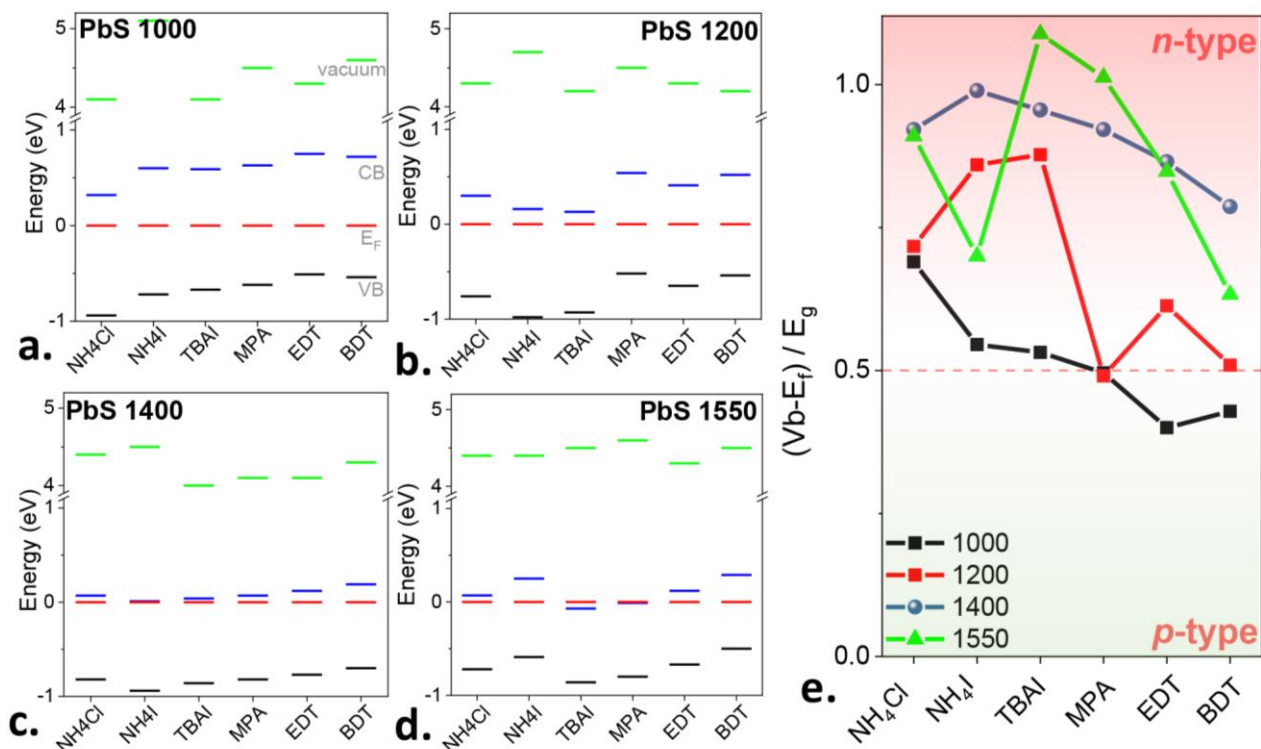 PbS 1000
5
4
1
0
-1
Energy (eV)
vacuum
CB
EF
VB
NH4Cl
NH4I
TBAI
MPA
EDT
BDT
a.
PbS 1200
5
4
1
0
-1
Energy (eV)
NH4Cl
NH4I
TBAI
MPA
EDT
BDT
b.
PbS 1400
5
4
1
0
-1
Energy (eV)
NH4Cl
NH4I
TBAI
MPA
EDT
BDT
c.
PbS 1550
5
4
1
0
-1
Energy (eV)
NH4Cl
NH4I
TBAI
MPA
EDT
BDT
d.
n-type
1.0
0.5
0.0
(Vb-Ef) / Eg
1000
1200
1400
1550
p-type
NH₄Cl
NH₄I
TBAI
MPA
EDT
BDT
e.